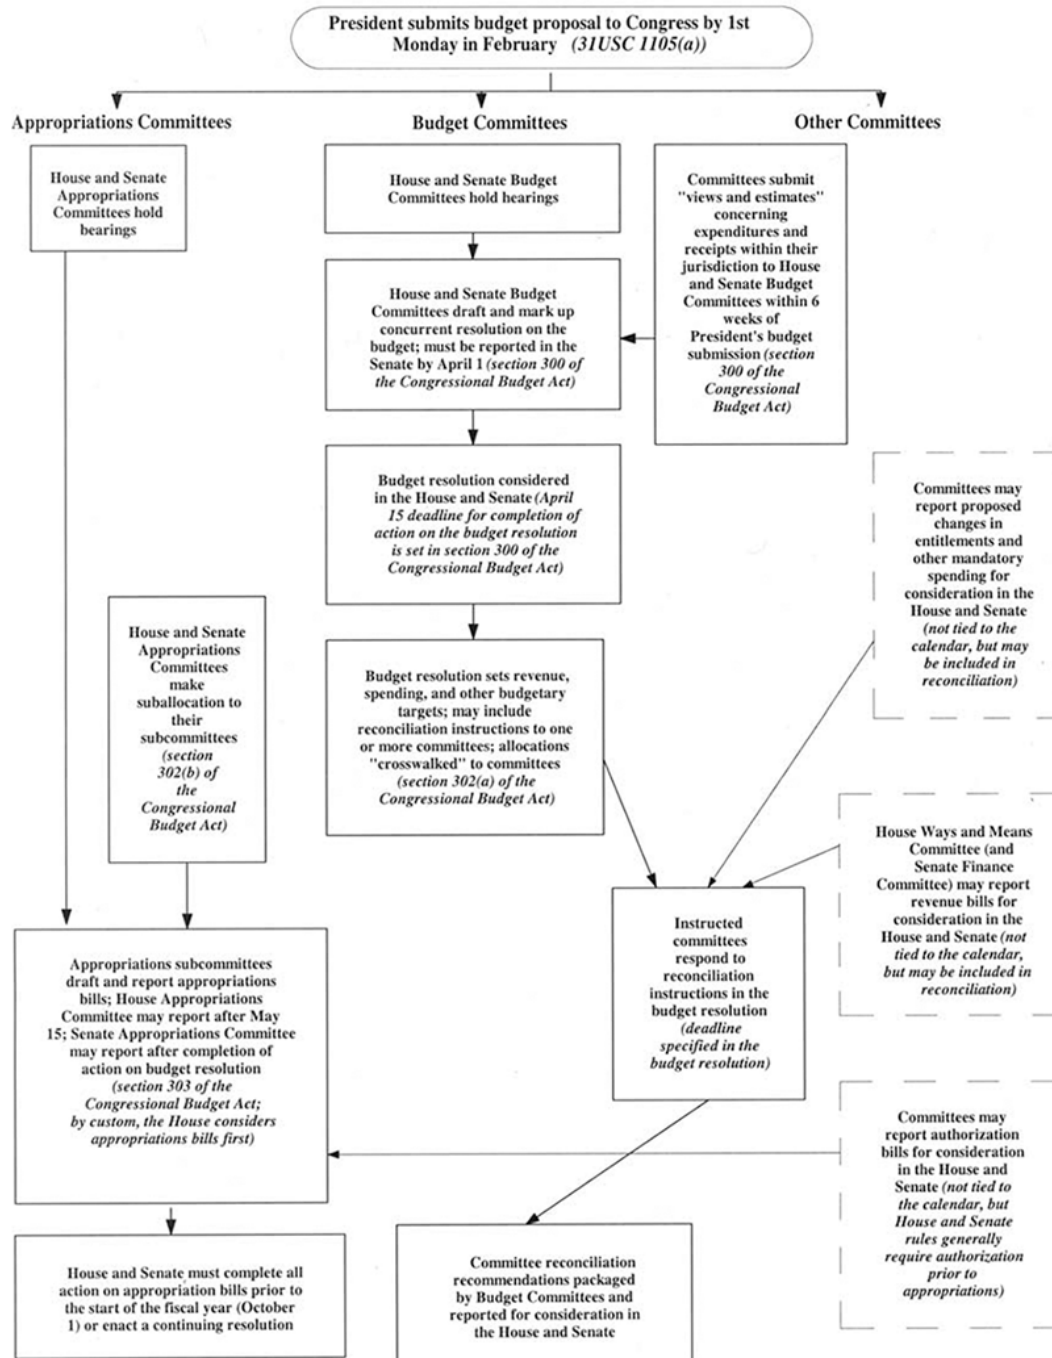 President submits budget proposal to Congress by 1st
Monday in February (31USC 1105(a))
Appropriations Committees
Budget Committees
Other Committees
House and Senate
Appropriations
Committees hold
bearings
House and Senate Budget
Committees hold hearings
Committees submit
"views and estimates"
concerning
expenditures and
receipts within their
jurisdiction to House
and Senate Budget
Committees within 6
weeks of
President's budget
submission (section
300 of the
Congressional
Budget Act)
House and Senate Budget
Committees draft and mark up
concurrent resolution on the
budget; must be reported in the
Senate by April 1 (section 300 of
the Congressional Budget Act)
Budget resolution considered
in the House and Senate (April
15 deadline for completion of
action on the budget resolution
is set in section 300 of the
Congressional Budget Act)
Committees may
report proposed
changes in
entitlements and
other mandatory
spending for
consideration in the
House and Senate
(not tied to the
calendar, but may
be included in
reconciliation)
House and Senate
Appropriations
Committees
make
suballocation to
their
subcommittees
(section
302(b) of
the
Congressional
Budget Act)
Budget resolution sets revenue,
spending, and other budgetary
targets; may include
reconciliation instructions to one
or more committees; allocations
"crosswalked" to committees
(section 302(a) of the
Congressional Budget Act)
House Ways and Means
Committee (and
Senate Finance
Committee) may report
revenue bills for
consideration in the
House and Senate (not
tied to the calendar,
but may be included in
reconciliation)
Instructed
committees
respond to
reconciliation
instructions in the
budget resolution
(deadline
specified in the
budget resolution)
Appropriations subcommittees
draft and report appropriations
bills; House Appropriations
Committee may report after May
15; Senate Appropriations Committee
may report after completion of
action on budget resolution
(section 303 of the
Congressional Budget Act;
by custom, the House considers
appropriations bills first)
Committees may
report authorization
bills for consideration
in the House and
Senate (not tied to
the calendar, but
House and Senate
rules generally
require authorization
prior to
appropriations)
House and Senate must complete all
action on appropriation bills prior to
the start of the fiscal year (October
1) or enact a continuing resolution
Committee reconciliation
recommendations packaged
by Budget Committees and
reported for consideration in
the House and Senate